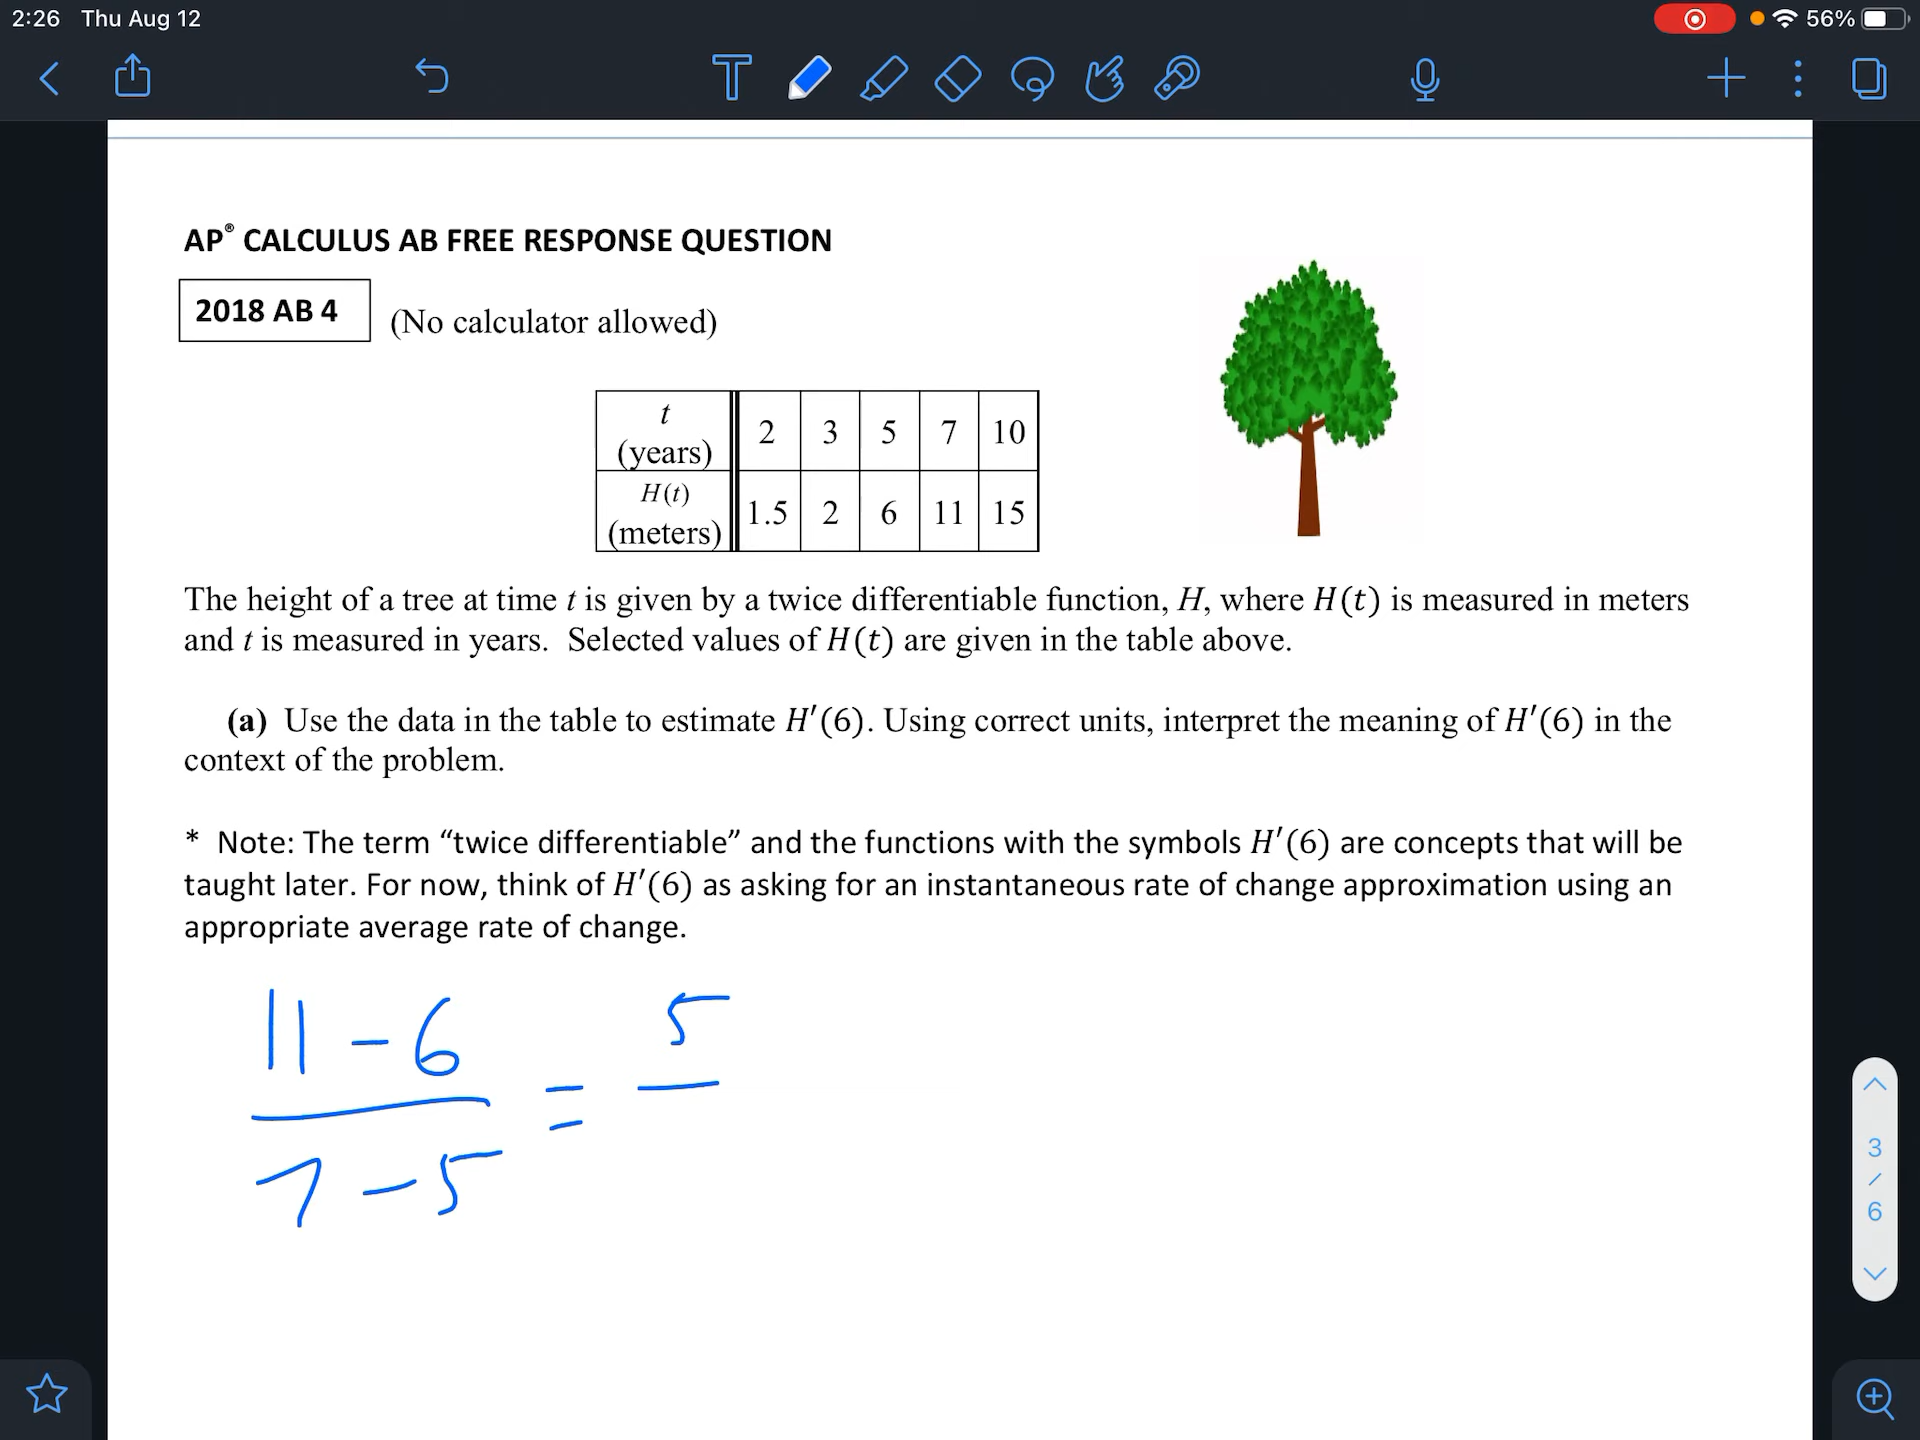 2:26 Thu Aug 12
56%
T
AP® CALCULUS AB FREE RESPONSE QUESTION
2018 AB 4
(No calculator allowed)
t
(years) 2 3 5 7 10
H(t)
(meters) 1.5 2 6 11 15
The height of a tree at time t is given by a twice differentiable function, H, where H(t) is measured in meters
and t is measured in years. Selected values of H(t) are given in the table above.
(a) Use the data in the table to estimate H′(6). Using correct units, interpret the meaning of H′(6) in the
context of the problem.
* Note: The term “twice differentiable” and the functions with the symbols H′(6) are concepts that will be
taught later. For now, think of H′(6) as asking for an instantaneous rate of change approximation using an
appropriate average rate of change.
11 - 6 5
=
7 - 5
3
/
6